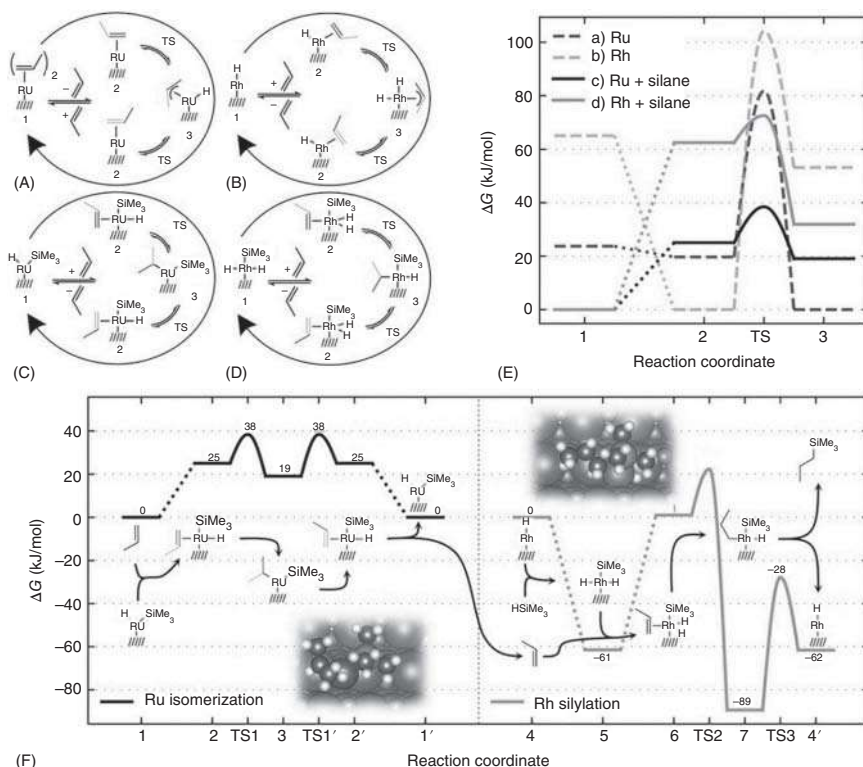 TS
2
RU
2
RU
1
RU
H
3
RU
2
TS
(A)
TS
H
Rh
2
H
Rh
1
H
H Rh
3
H
Rh
2
TS
(B)
SiMe3
RU H
2
TS
H SiMe3
RU
1
SiMe3
RU
3
SiMe3
RU H
2
TS
(C)
SiMe3
Rh H
H
2
TS
SiMe3
H Rh H
1
SiMe3
Rh H
3
SiMe3
Rh H
H
2
TS
(D)
a) Ru
b) Rh
c) Ru + silane
d) Rh + silane
ΔG (kJ/mol)
100
80
60
40
20
0
1 2 TS 3
Reaction coordinate
(E)
ΔG (kJ/mol)
40
20
0
−20
−40
−60
−80
0 25 38 19 38 25 0
H SiMe3
RU
SiMe3
RU H
SiMe3
RU
SiMe3
RU H
H SiMe3
RU
0
H
Rh
HSiMe3
SiMe3
H Rh H
−61
SiMe3
Rh H
H
SiMe3
Rh H
−89
−28
SiMe3
H
Rh
−62
Ru isomerization
Rh silylation
1 2 TS1 3 TS1′ 2′ 1′ 4 5 6 TS2 7 TS3 4′
(F)
Reaction coordinate